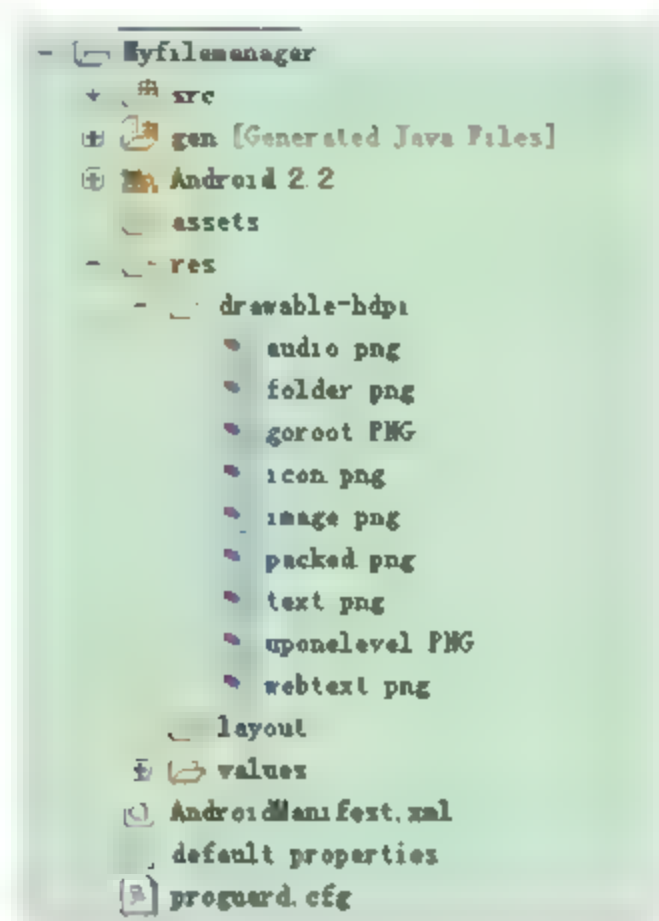 Myfilemanager
src
gen [Generated Java Files]
Android 2.2
assets
res
drawable-hdpi
audio.png
folder.png
goroot.PNG
icon.png
image.png
packed.png
text.png
uponelevel.PNG
webtext.png
layout
values
AndroidManifest.xml
default.properties
proguard.cfg